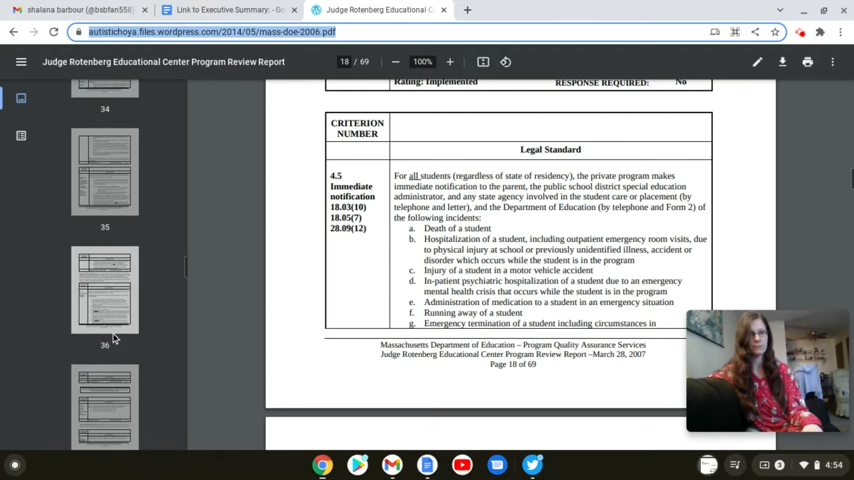 shalana barbour (@bsbfan558)
Link to Executive Summary: - Go
Judge Rotenberg Educational C
autistichoya.files.wordpress.com/2014/05/mass-doe-2006.pdf
Judge Rotenberg Educational Center Program Review Report
18 / 69
100%
34
35
36
Rating: Implemented
RESPONSE REQUIRED: No
CRITERION
NUMBER
Legal Standard
4.5
Immediate
notification
18.03(10)
18.05(7)
28.09(12)
For all students (regardless of state of residency), the private program makes
immediate notification to the parent, the public school district special education
administrator, and any state agency involved in the student care or placement (by
telephone and letter), and the Department of Education (by telephone and Form 2) of
the following incidents:
a. Death of a student
b. Hospitalization of a student, including outpatient emergency room visits, due
to physical injury at school or previously unidentified illness, accident or
disorder which occurs while the student is in the program
c. Injury of a student in a motor vehicle accident
d. In-patient psychiatric hospitalization of a student due to an emergency
mental health crisis that occurs while the student is in the program
e. Administration of medication to a student in an emergency situation
f. Running away of a student
g. Emergency termination of a student including circumstances in
Massachusetts Department of Education – Program Quality Assurance Services
Judge Rotenberg Educational Center Program Review Report –March 28, 2007
Page 18 of 69
3
4:54